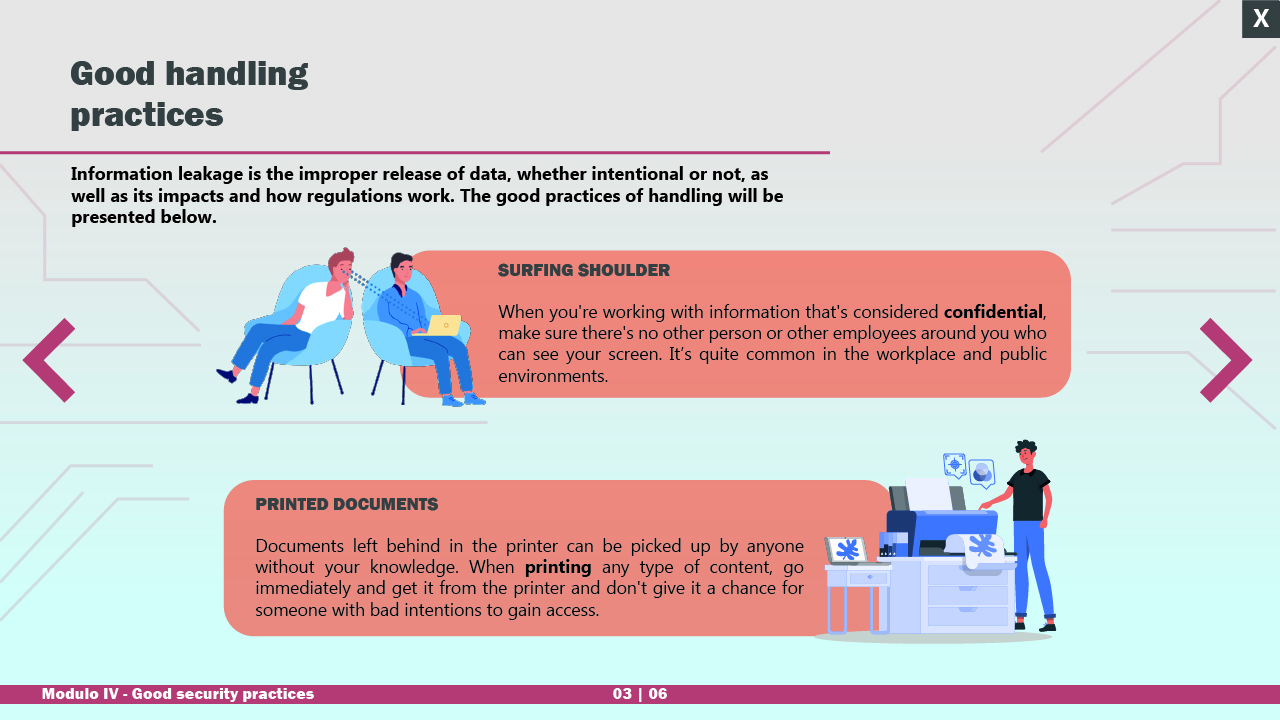 X
Good handling
practices
Information leakage is the improper release of data, whether intentional or not, as
well as its impacts and how regulations work. The good practices of handling will be
presented below.
SURFING SHOULDER
When you're working with information that's considered confidential,
make sure there's no other person or other employees around you who
can see your screen. It’s quite common in the workplace and public
environments.
PRINTED DOCUMENTS
Documents left behind in the printer can be picked up by anyone
without your knowledge. When printing any type of content, go
immediately and get it from the printer and don't give it a chance for
someone with bad intentions to gain access.
Modulo IV - Good security practices
03 | 06